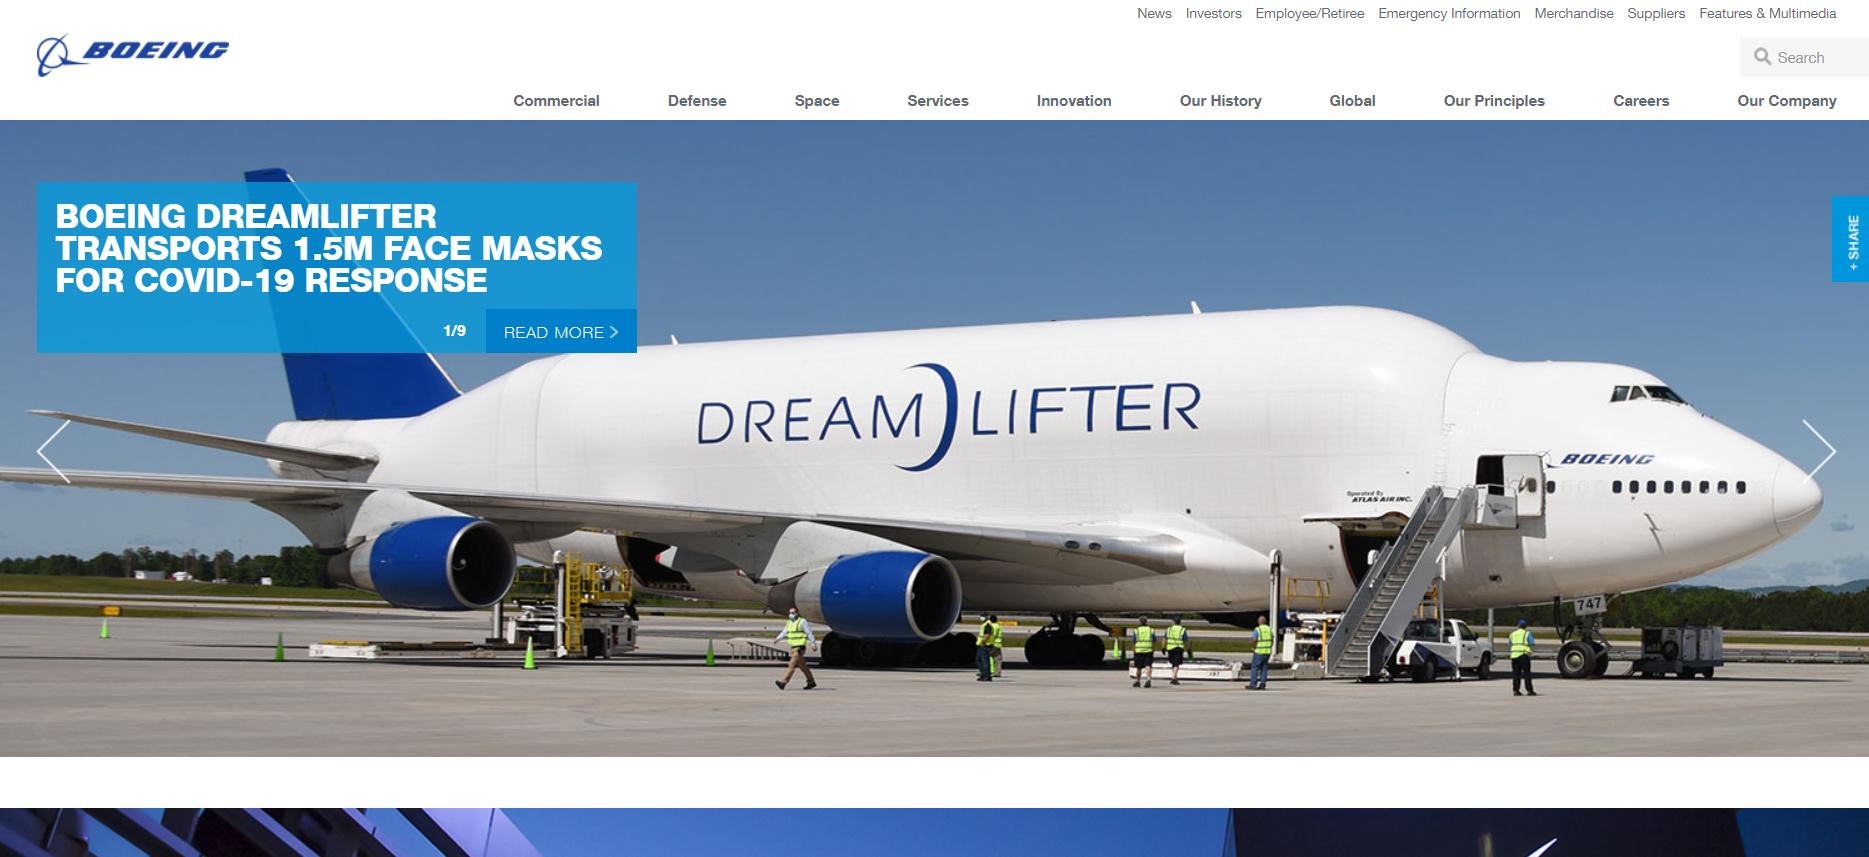 News Investors Employee/Retiree Emergency Information Merchandise Suppliers Features & Multimedia
BOEING
Search
Commercial Defense Space Services Innovation Our History Global Our Principles Careers Our Company
BOEING DREAMLIFTER
TRANSPORTS 1.5M FACE MASKS
FOR COVID-19 RESPONSE
1/9 READ MORE
+ SHARE
DREAMLIFTER
BOEING
Operated By
ATLAS AIR INC.
747